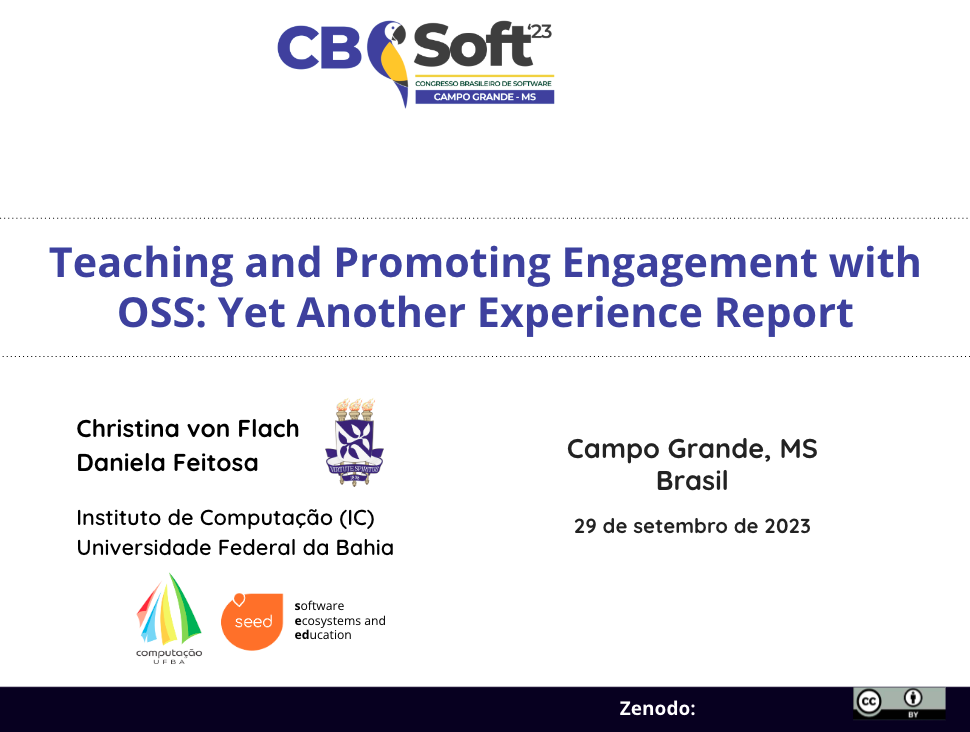 CB Soft '23
CONGRESSO BRASILEIRO DE SOFTWARE
CAMPO GRANDE - MS
Teaching and Promoting Engagement with
OSS: Yet Another Experience Report
Christina von Flach
Daniela Feitosa
Instituto de Computação (IC)
Universidade Federal da Bahia
Campo Grande, MS
Brasil
29 de setembro de 2023
computação
UFBA
seed
software
ecosystems and
education
Zenodo:
cc
BY